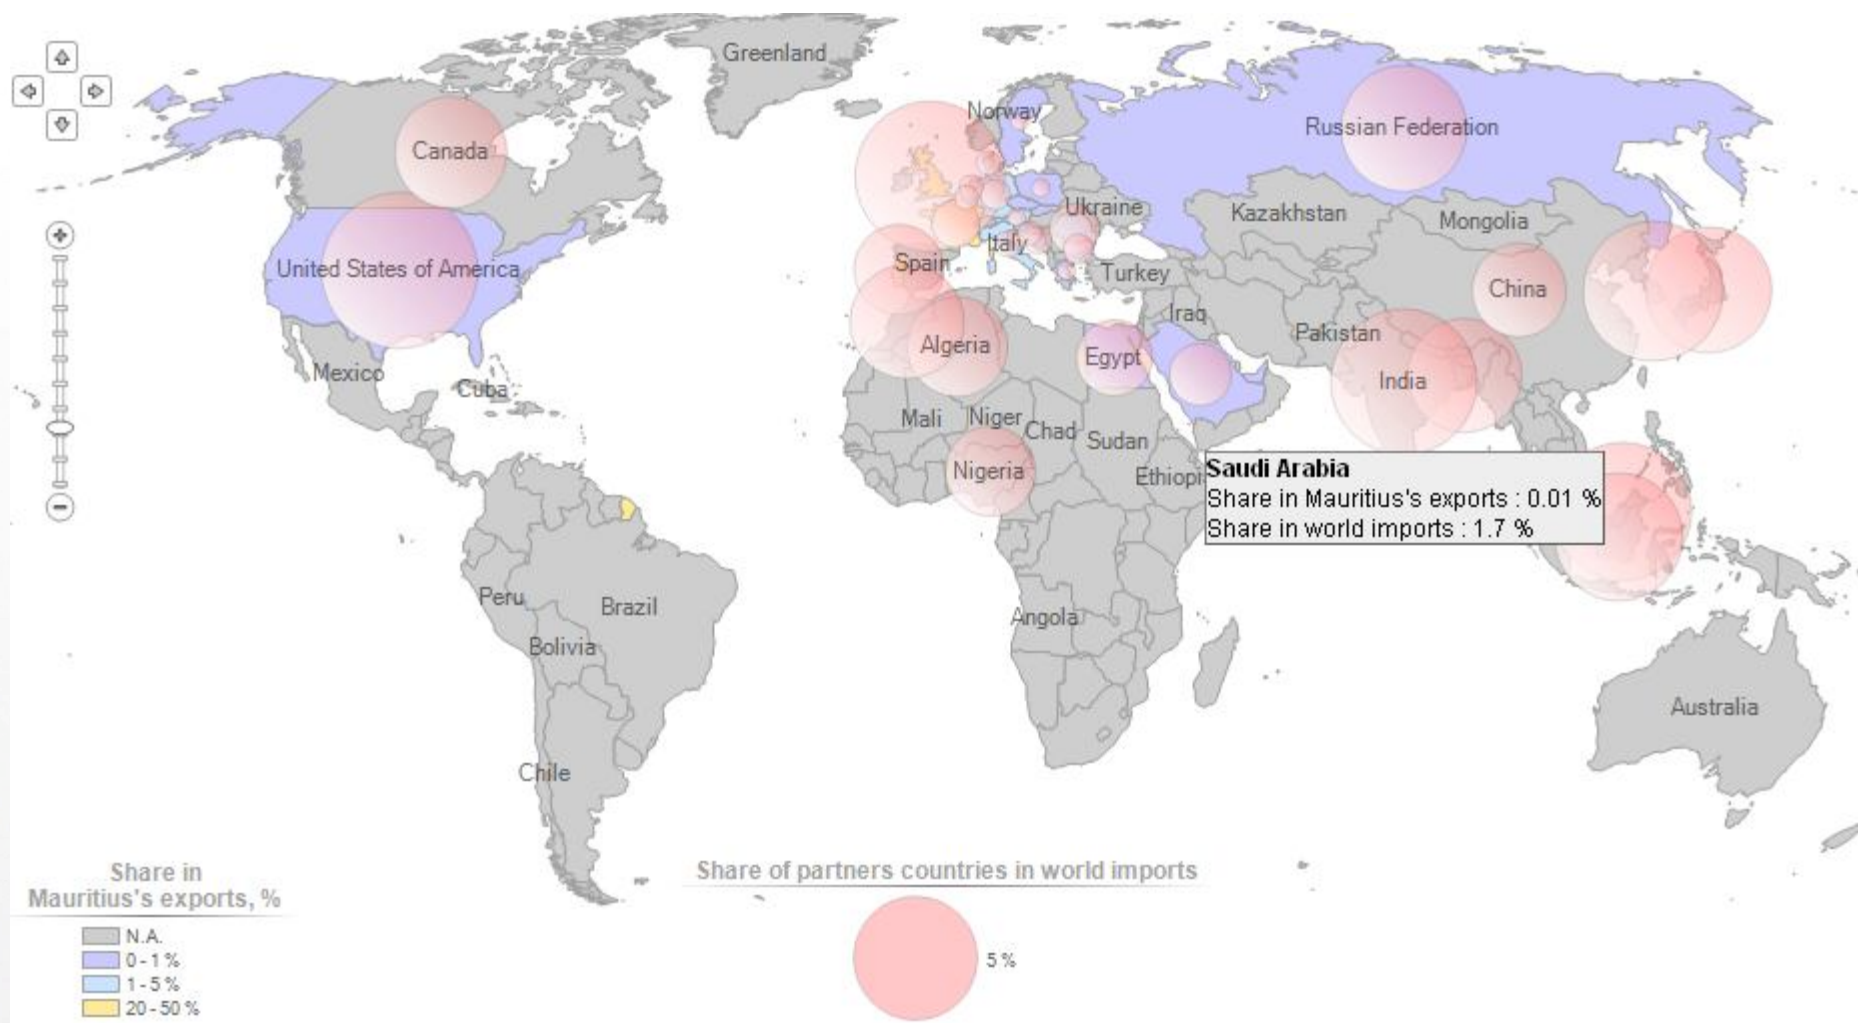 Greenland
Norway
Russian Federation
Canada
Ukraine
Kazakhstan
Mongolia
Italy
Spain
United States of America
Turkey
China
Iraq
Pakistan
Algeria
Egypt
Mexico
Cuba
India
Mali
Niger
Chad
Sudan
Nigeria
Ethiopi
Saudi Arabia
Share in Mauritius's exports : 0.01 %
Share in world imports : 1.7 %
Peru
Brazil
Angola
Bolivia
Australia
Chile
Share in
Mauritius's exports, %
N.A.
0 - 1 %
1 - 5 %
20 - 50 %
Share of partners countries in world imports
5 %